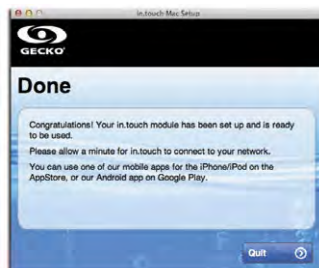 in.touch Mac Setup
GECKO
Done
Congratulations! Your in.touch module has been set up and is ready
to be used.
Please allow a minute for in.touch to connect to your network.
You can use one of our mobile apps for the iPhone/iPod on the
AppStore, or our Android app on Google Play.
Quit